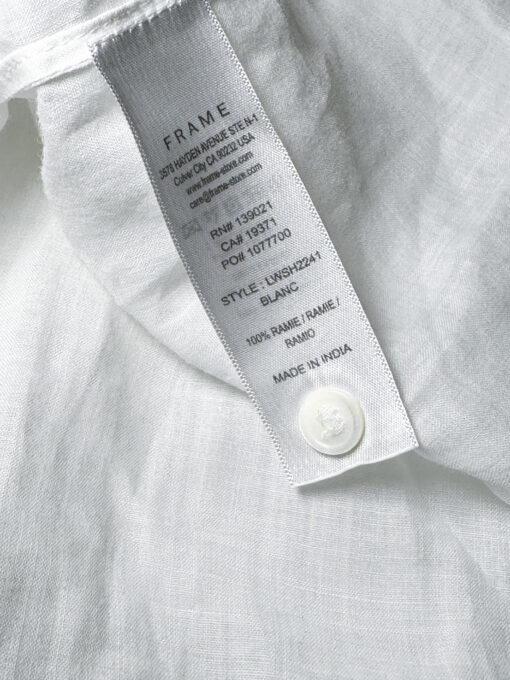 FRAME
3578 HAYDEN AVENUE STE N-1
Culver City CA 90232 USA
www.frame-store.com
care@frame-store.com
RN# 139021
CA# 19371
PO# 1077700
STYLE : LWSH2241
BLANC
100% RAMIE / RAMIE /
RAMIO
MADE IN INDIA